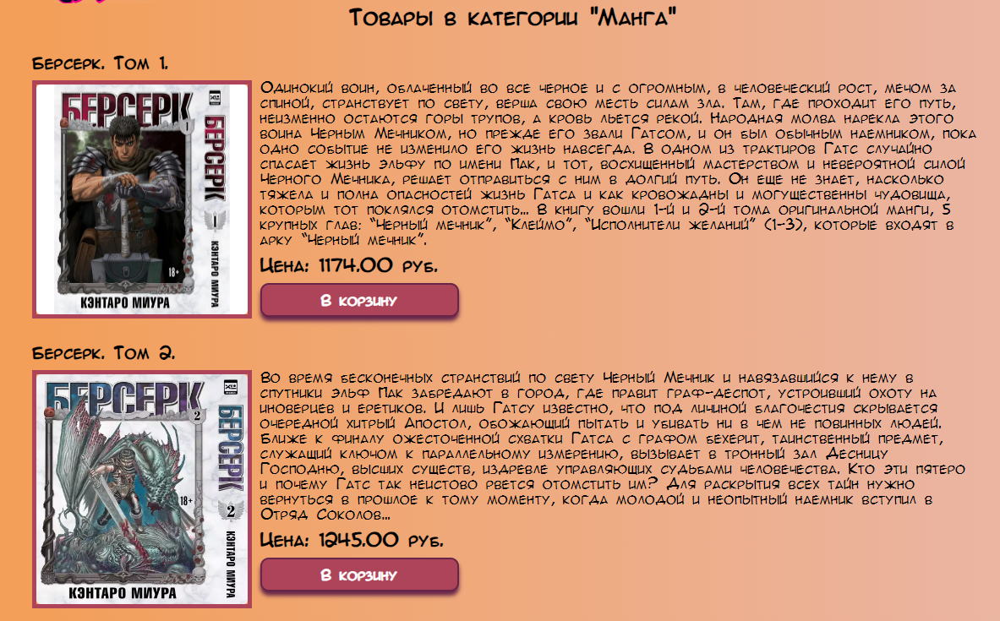 Товары в категории "Манга"
Берсерк. Том 1.
БЕРСЕРК
1
18+
КЭНТАРО МИУРА
БЕРСЕРК
1
КЭНТАРО МИУРА
Одинокий воин, облаченный во все черное и с огромным, в человеческий рост, мечом за
спиной, странствует по свету, верша свою месть силам зла. Там, где проходит его путь,
неизменно остаются горы трупов, а кровь льется рекой. Народная молва нарекла этого
воина Черным Мечником, но прежде его звали Гатсом, и он был обычным наемником, пока
одно событие не изменило его жизнь навсегда. В одном из трактиров Гатс случайно
спасает жизнь эльфу по имени Пак, и тот, восхищенный мастерством и невероятной силой
Черного Мечника, решает отправиться с ним в долгий путь. Он еще не знает, насколько
тяжела и полна опасностей жизнь Гатса и как кровожадны и могущественны чудовища,
которым тот поклялся отомстить... В книгу вошли 1-й и 2-й тома оригинальной манги, 5
крупных глав: "Черный мечник", "Клеймо", "Исполнители желаний" (1-3), которые входят в
арку "Черный мечник".
Цена: 1174.00 руб.
В корзину
Берсерк. Том 2.
БЕРСЕРК
2
18+
КЭНТАРО МИУРА
БЕРСЕРК
2
КЭНТАРО МИУРА
Во время бесконечных странствий по свету Черный Мечник и навязавшийся к нему в
спутники эльф Пак забредают в город, где правит граф-деспот, устроивший охоту на
иноверцев и еретиков. И лишь Гатсу известно, что под личиной благочестия скрывается
очередной хитрый Апостол, обожающий пытать и убивать ни в чем не повинных людей.
Ближе к финалу ожесточенной схватки Гатса с графом бехерит, таинственный предмет,
служащий ключом к параллельному измерению, вызывает в тронный зал Десницу
Господню, высших существ, издревле управляющих судьбами человечества. Кто эти пятеро
и почему Гатс так неистово рвется отомстить им? Для раскрытия всех тайн нужно
вернуться в прошлое к тому моменту, когда молодой и неопытный наемник вступил в
Отряд Соколов...
Цена: 1245.00 руб.
В корзину